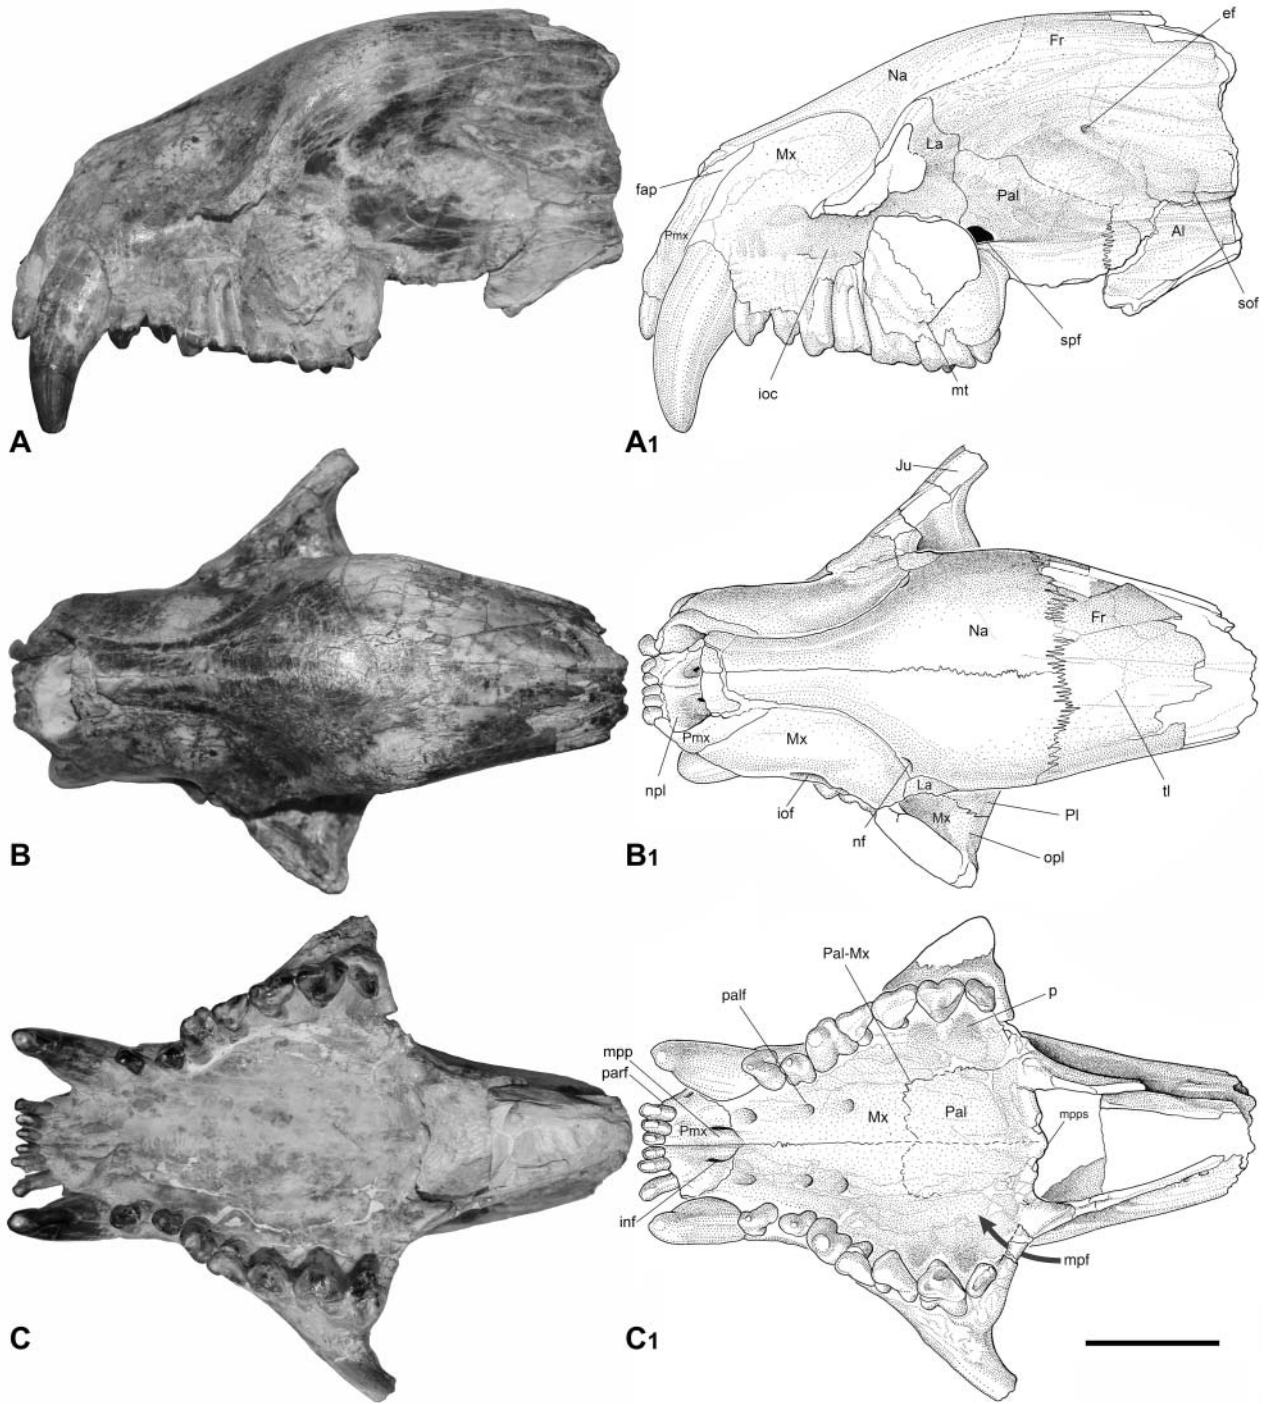 ef
Fr
Na
La
Mx
fap
Pal
Pmx
Al
sof
spf
ioc
mt
A
A1
Ju
Fr
Na
Pmx
Mx
npl
La
tl
iof
Mx
Pl
nf
opl
B
B1
Pal-Mx
palf
p
mpp
parf
Pmx
Mx
Pal
mpps
inf
mpf
C
C1